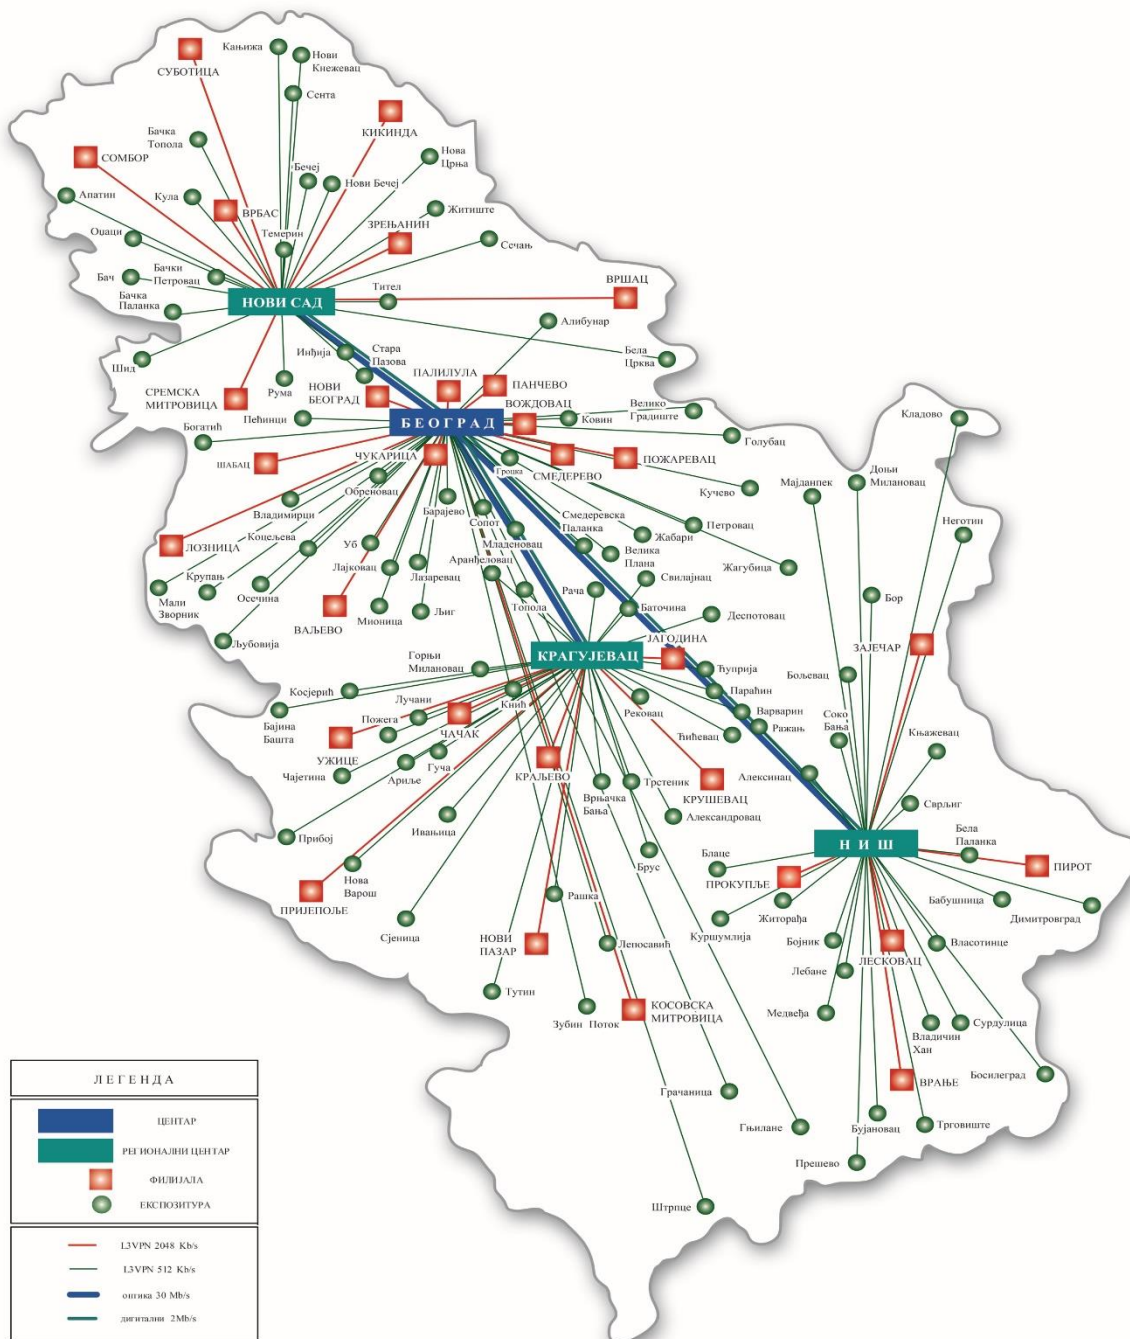 Кањижа
Нови
Кнежевац
СУБОТИЦА
Сента
КИКИНДА
Бачка
Топола
СОМБОР
Нова
Црња
Бечеј
Нови Бечеј
Апатин
Кула
ВРБАС
Житиште
ЗРЕЊАНИН
Темерин
Оџаци
Сечањ
Бач
Бачки
Петровац
ВРШАЦ
Тител
Бачка
Паланка
НОВИ САД
Алибунар
Шид
Инђија
Стара
Пазова
Бела
Црква
Рума
СРЕМСКА
МИТРОВИЦА
НОВИ
БЕОГРАД
ПАЛИЛУЛА
ПАНЧЕВО
ВОЖДОВАЦ
Пећинци
БЕОГРАД
Ковин
Велико
Градиште
Голубац
Кладово
Богатић
ШАБАЦ
ЧУКАРИЦА
Гроцка
СМЕДЕРЕВО
ПОЖАРЕВАЦ
Кучево
Мајданпек
Доњи
Милановац
Обреновац
Владимирци
Барајево
Сопот
Смедеревска
Паланка
Жабари
Петровац
Неготин
Коцељева
Младеновац
ЛОЗНИЦА
Уб
Аранђеловац
Велика
Плана
Жагубица
Крупањ
Лајковац
Лазаревац
Рача
Свилајнац
Мали
Зворник
Осечина
ВАЉЕВО
Мионица
Љиг
Топола
Баточина
Деспотовац
Бор
Љубовија
ЈАГОДИНА
ЗАЈЕЧАР
Горњи
Милановац
КРАГУЈЕВАЦ
Ћуприја
Бољевац
Косјерић
Параћин
Бајина
Башта
Лучани
Кнић
Рековац
Варварин
Пожега
ЧАЧАК
Ражањ
Соко
Бања
УЖИЦЕ
Ћићевац
Књажевац
Гуча
Чајетина
Ариље
КРАЉЕВО
Врњачка
Бања
Трстеник
КРУШЕВАЦ
Алексинац
Сврљиг
Ивањица
Александровац
Прибој
НИШ
Бела
Паланка
Брус
Блаце
ПИРОТ
Нова
Варош
ПРОКУПЉЕ
ПРИЈЕПОЉЕ
Рашка
Житорађа
Бабушница
Димитровград
Сјеница
Куршумлија
НОВИ
ПАЗАР
Лепосавић
Бојник
Власотинце
ЛЕСКОВАЦ
Лебане
Тутин
Зубин Поток
КОСОВСКА
МИТРОВИЦА
Медвеђа
Владичин
Хан
Сурдулица
Босилеград
ВРАЊЕ
Грачаница
Гњилане
Бујановац
Трговиште
Прешево
Штрпце
ЛЕГЕНДА
ЦЕНТАР
РЕГИОНАЛНИ ЦЕНТАР
ФИЛИЈАЛА
ЕКСПОЗИТУРА
L3VPN 2048 Kb/s
L3VPN 512 Kb/s
оптика 30 Mb/s
дигитални 2Mb/s